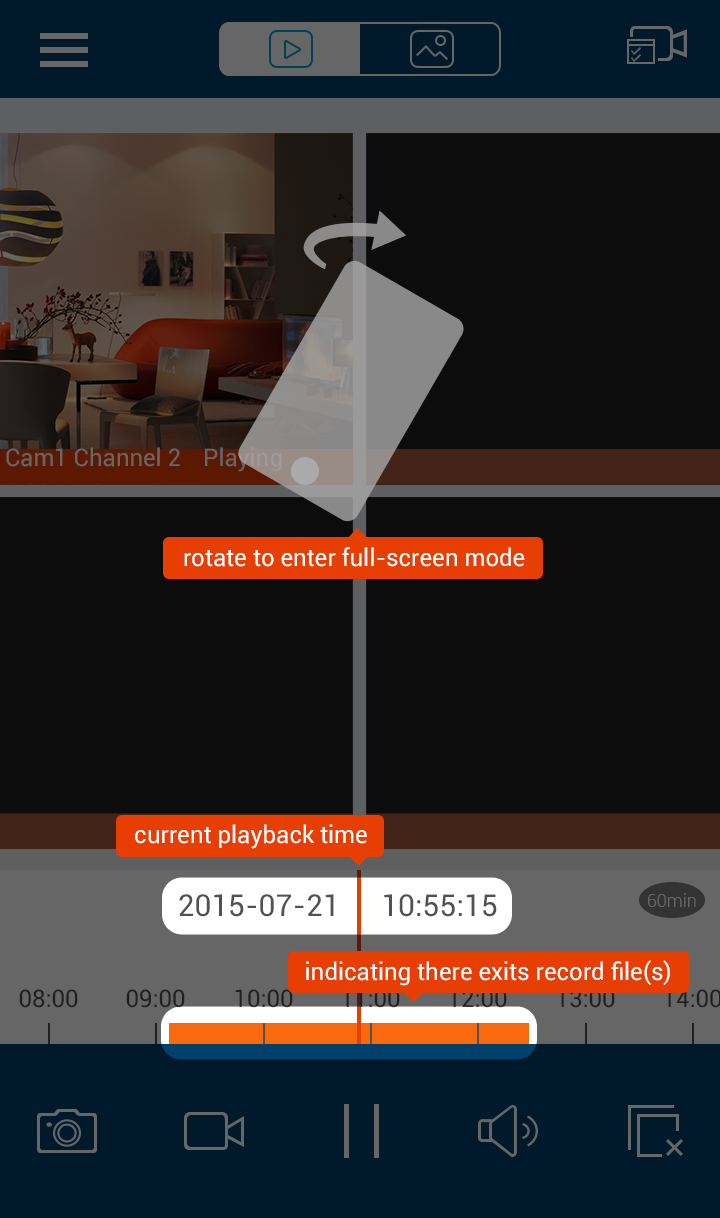 Cam1 Channel 2 Playing
rotate to enter full-screen mode
current playback time
2015-07-21 10:55:15
60min
indicating there exits record file(s)
08:00 09:00 10:00 11:00 12:00 13:00 14:00